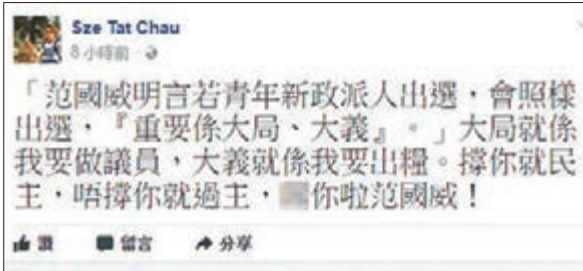 Sze Tat Chau
8 小時前
「范國威明言若青年新政派人出選，會照樣
出選，『重要係大局、大義』。」大局就係
我要做議員，大義就係我要出糧。撐你就民
主，唔撐你就過主，你啦范國威！
讚 留言 分享